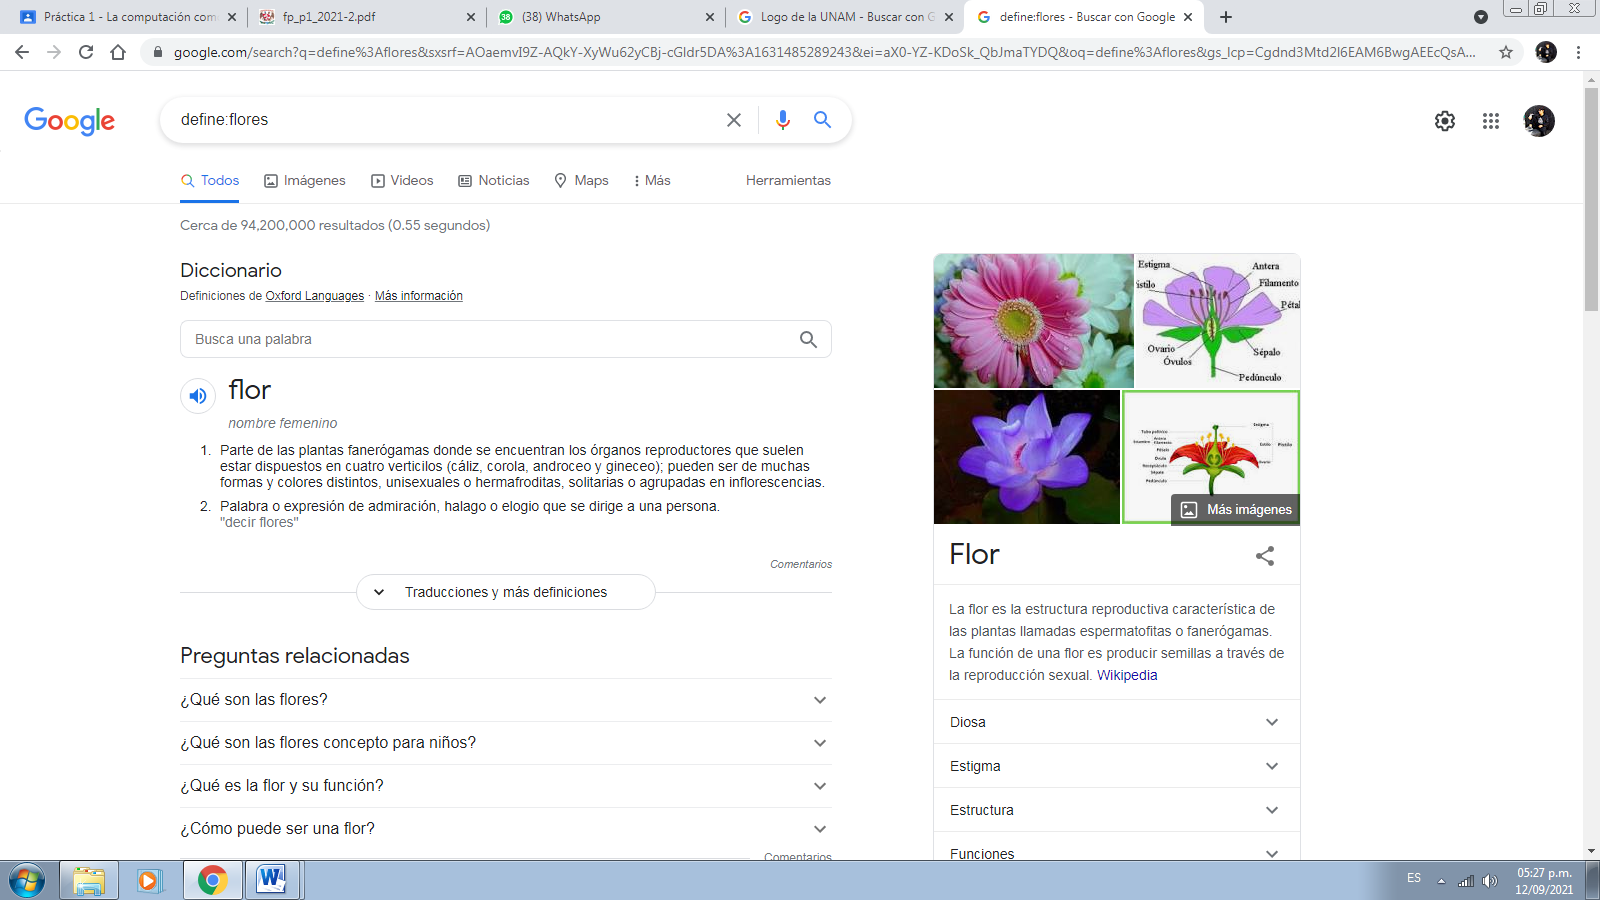 Práctica 1 - La computación com
fp_p1_2021-2.pdf
(38) WhatsApp
Logo de la UNAM - Buscar con G
define:flores - Buscar con Google
google.com/search?q=define%3Aflores&sxsrf=AOaemvI9Z-AQkY-XyWu62yCBj-cGldr5DA%3A1631485289243&ei=aX0-YZ-KDoSk_QbJmaTYDQ&oq=define%3Aflores&gs_lcp=Cgdnd3Mtd2l6EAM6BwgAEEcQsA...
Google
define:flores
Todos
Imágenes
Videos
Noticias
Maps
Más
Herramientas
Cerca de 94,200,000 resultados (0.55 segundos)
Diccionario
Definiciones de Oxford Languages · Más información
Busca una palabra
flor
nombre femenino
1. Parte de las plantas fanerógamas donde se encuentran los órganos reproductores que suelen
estar dispuestos en cuatro verticilos (cáliz, corola, androceo y gineceo); pueden ser de muchas
formas y colores distintos, unisexuales o hermafroditas, solitarias o agrupadas en inflorescencias.
2. Palabra o expresión de admiración, halago o elogio que se dirige a una persona.
"decir flores"
Comentarios
Traducciones y más definiciones
Preguntas relacionadas
¿Qué son las flores?
¿Qué son las flores concepto para niños?
¿Qué es la flor y su función?
¿Cómo puede ser una flor?
Comentarios
Estigma
Antera
istilo
Filamento
Pétal
Ovario
Sépalo
Óvulos
Pedúnculo
Más imágenes
Flor
La flor es la estructura reproductiva característica de
las plantas llamadas espermatofitas o fanerógamas.
La función de una flor es producir semillas a través de
la reproducción sexual. Wikipedia
Diosa
Estigma
Estructura
Funciones
ES
05:27 p.m.
12/09/2021